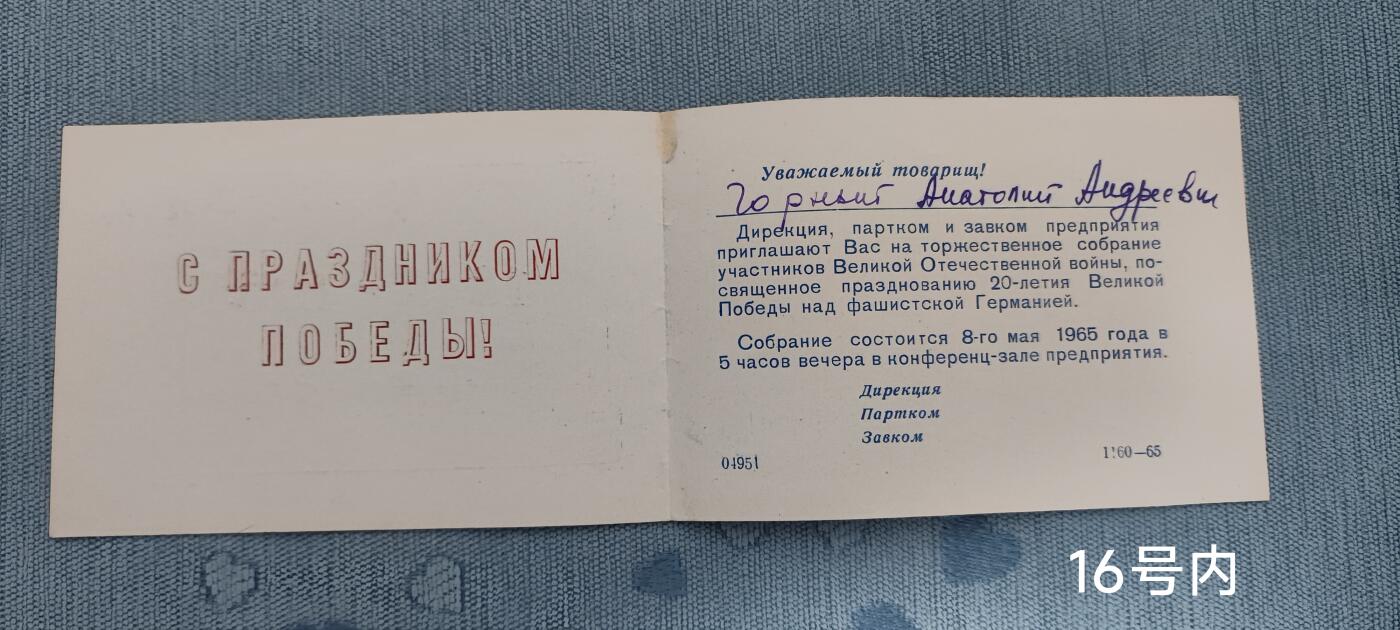 С ПРАЗДНИКОМ
ПОБЕДЫ!
Уважаемый товарищ!
Горный Анатолий Андреевич
Дирекция, партком и завком предприятия
приглашают Вас на торжественное собрание
участников Великой Отечественной войны, по-
священное празднованию 20-летия Великой
Победы над фашистской Германией.
Собрание состоится 8-го мая 1965 года в
5 часов вечера в конференц-зале предприятия.
Дирекция
Партком
Завком
04951
1160—65
16号内